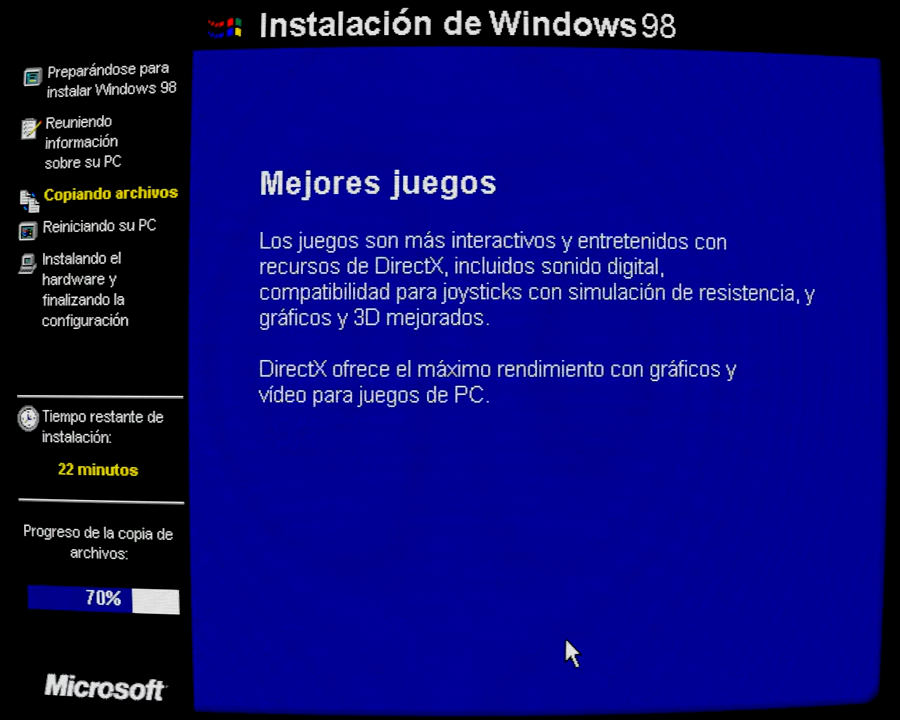 Instalación de Windows 98
Preparándose para
instalar Windows 98
Reuniendo
información
sobre su PC
Copiando archivos
Reiniciando su PC
Instalando el
hardware y
finalizando la
configuración
Tiempo restante de
instalación:
22 minutos
Progreso de la copia de
archivos:
70%
Microsoft
Mejores juegos
Los juegos son más interactivos y entretenidos con
recursos de DirectX, incluidos sonido digital,
compatibilidad para joysticks con simulación de resistencia, y
gráficos y 3D mejorados.
DirectX ofrece el máximo rendimiento con gráficos y
vídeo para juegos de PC.